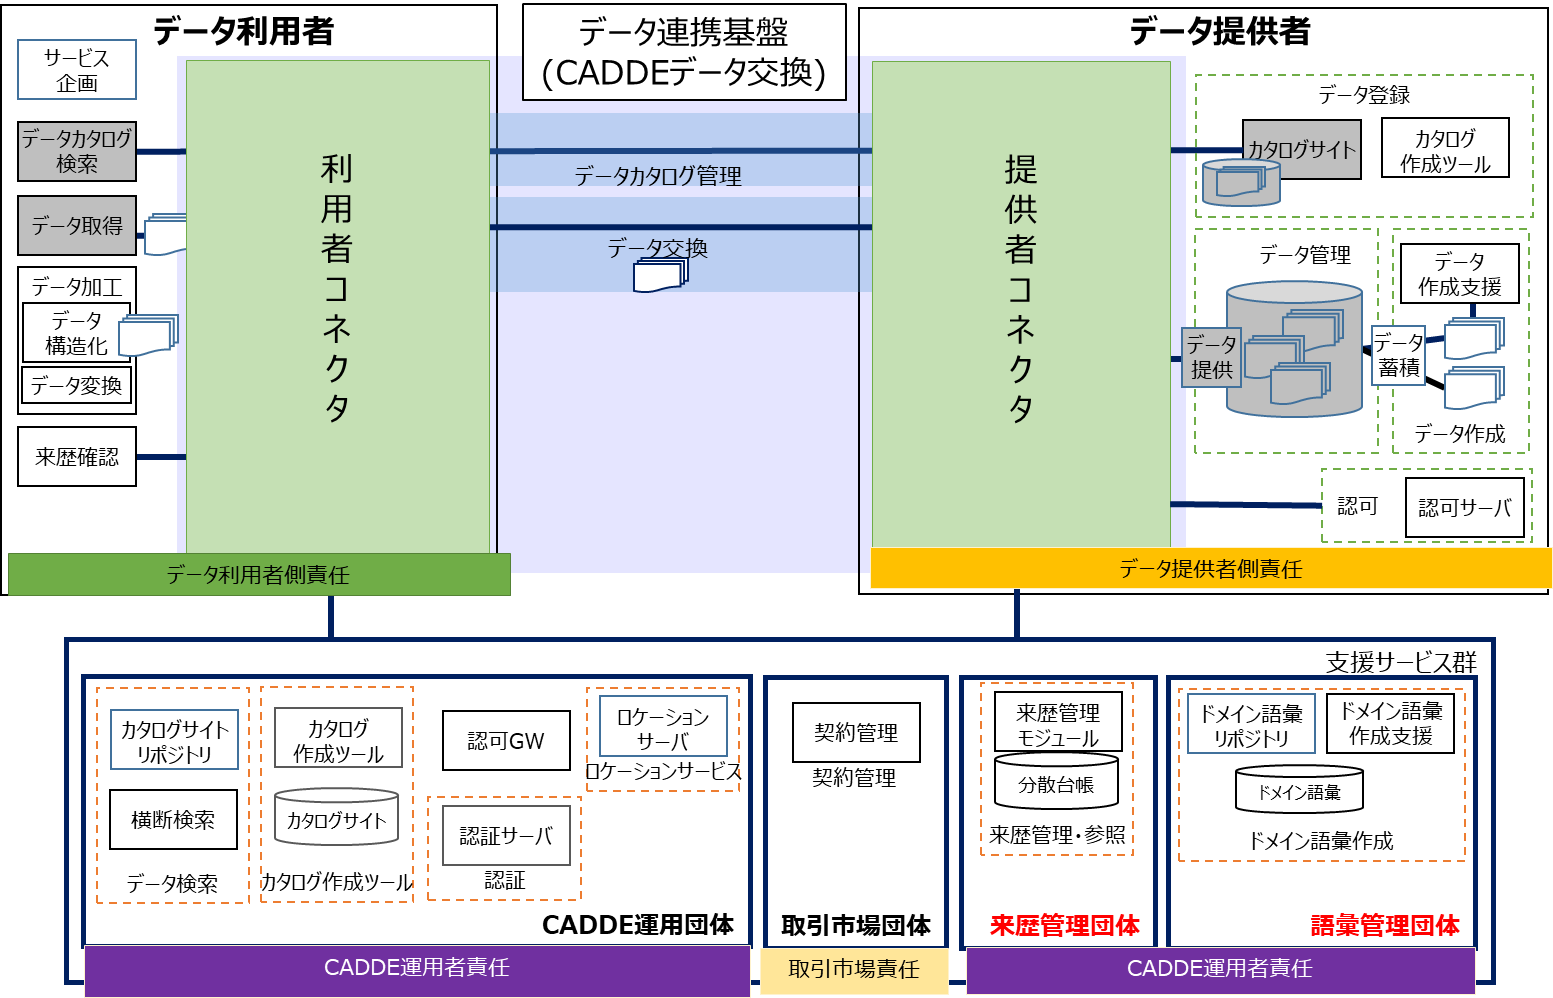 データ利用者
サービス
企画
データカタログ
検索
データ取得
データ加工
データ
構造化
データ変換
来歴確認
利用者コネクタ
データ利用者側責任
データ連携基盤
(CADDEデータ交換)
データカタログ管理
データ交換
データ提供者
提供者コネクタ
データ登録
カタログサイト
カタログ
作成ツール
データ管理
データ
提供
データ
蓄積
データ
作成支援
データ作成
認可
認可サーバ
データ提供者側責任
支援サービス群
カタログサイト
リポジトリ
横断検索
データ検索
カタログ
作成ツール
カタログサイト
カタログ作成ツール
認可GW
認証サーバ
認証
ロケーション
サーバ
ロケーションサービス
CADDE運用団体
CADDE運用者責任
契約管理
契約管理
取引市場団体
取引市場責任
来歴管理
モジュール
分散台帳
来歴管理・参照
来歴管理団体
ドメイン語彙
リポジトリ
ドメイン語彙
作成支援
ドメイン語彙
ドメイン語彙作成
語彙管理団体
CADDE運用者責任